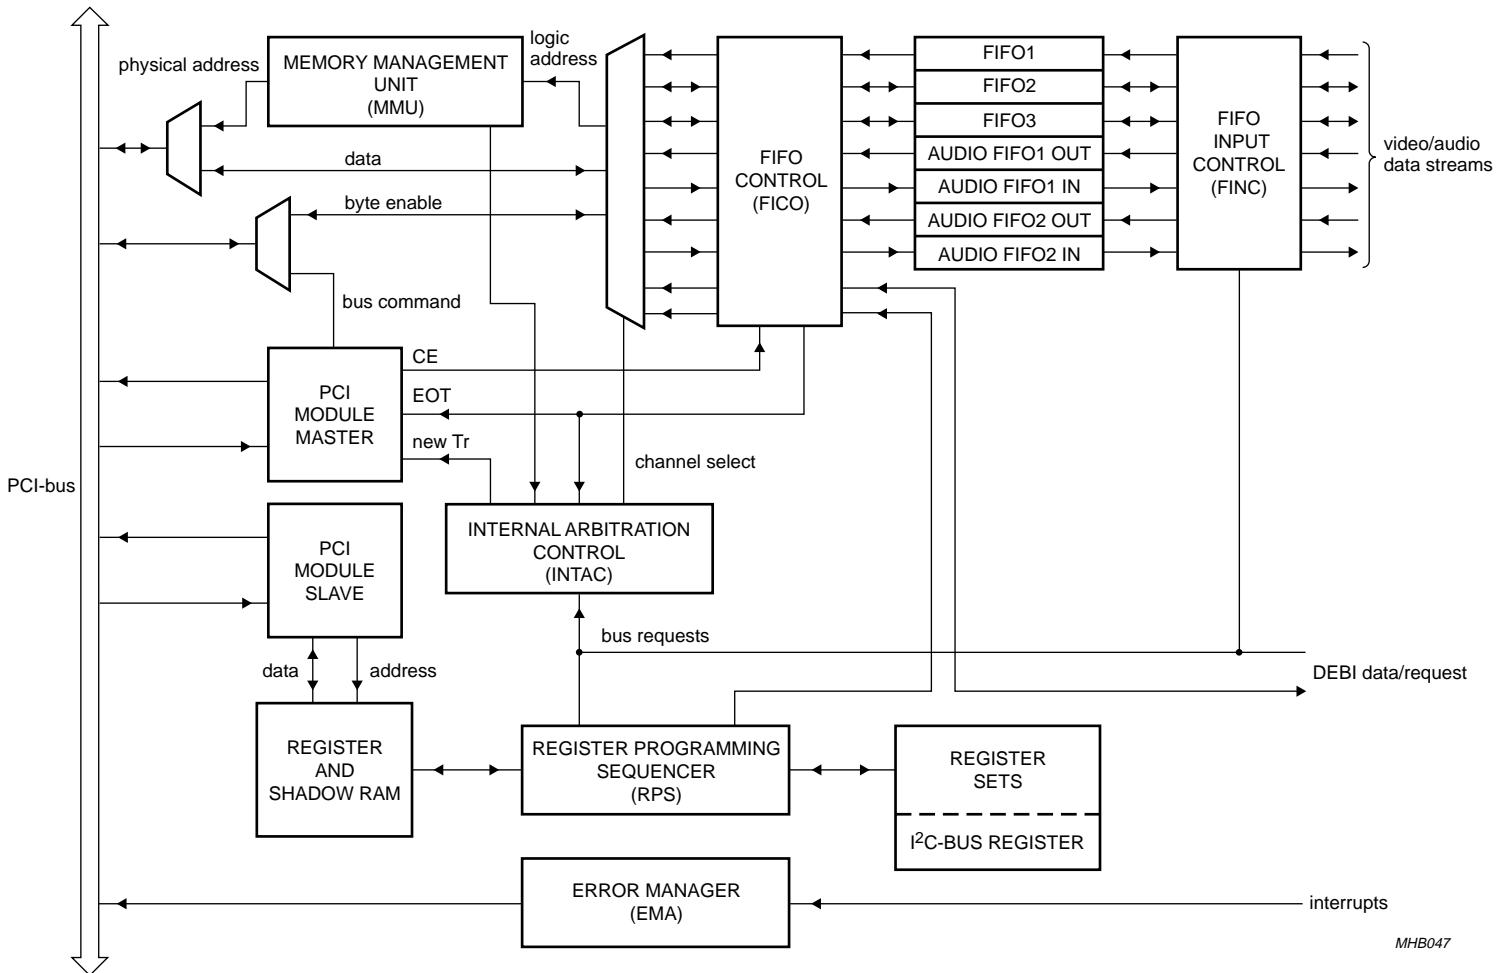 physical address
MEMORY MANAGEMENT
UNIT
(MMU)
logic
address
data
byte enable
bus command
FIFO
CONTROL
(FICO)
FIFO1
FIFO2
FIFO3
AUDIO FIFO1 OUT
AUDIO FIFO1 IN
AUDIO FIFO2 OUT
AUDIO FIFO2 IN
FIFO
INPUT
CONTROL
(FINC)
video/audio
data streams
PCI
MODULE
MASTER
CE
EOT
new Tr
channel select
PCI-bus
PCI
MODULE
SLAVE
INTERNAL ARBITRATION
CONTROL
(INTAC)
bus requests
data
address
DEBI data/request
REGISTER
AND
SHADOW RAM
REGISTER PROGRAMMING
SEQUENCER
(RPS)
REGISTER
SETS
I²C-BUS REGISTER
ERROR MANAGER
(EMA)
interrupts
MHB047